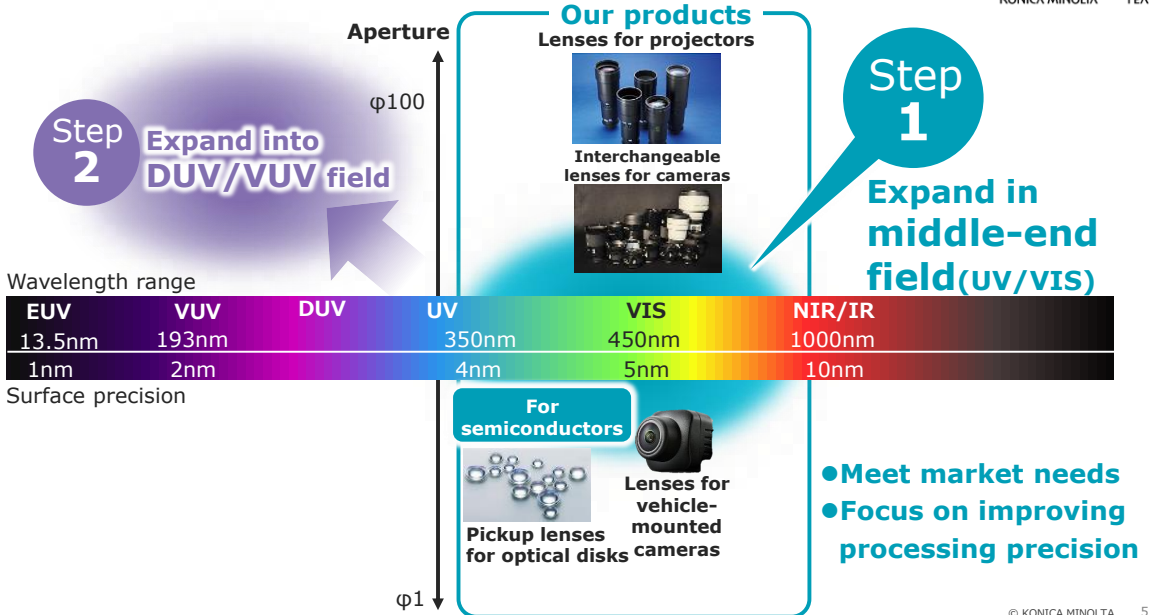 KONICA MINOLTA
Our products
Aperture
Lenses for projectors
φ100
Step
1
Step
2
Expand into
DUV/VUV field
Interchangeable
lenses for cameras
Expand in
middle-end
field(UV/VIS)
Wavelength range
EUV VUV DUV UV VIS NIR/IR
13.5nm 193nm 350nm 450nm 1000nm
1nm 2nm 4nm 5nm 10nm
Surface precision
For
semiconductors
Pickup lenses
for optical disks
Lenses for
vehicle-
mounted
cameras
●Meet market needs
●Focus on improving
processing precision
φ1
© KONICA MINOLTA 5